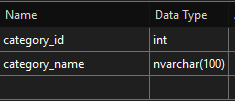 Name Data Type
category_id int
category_name nvarchar(100)